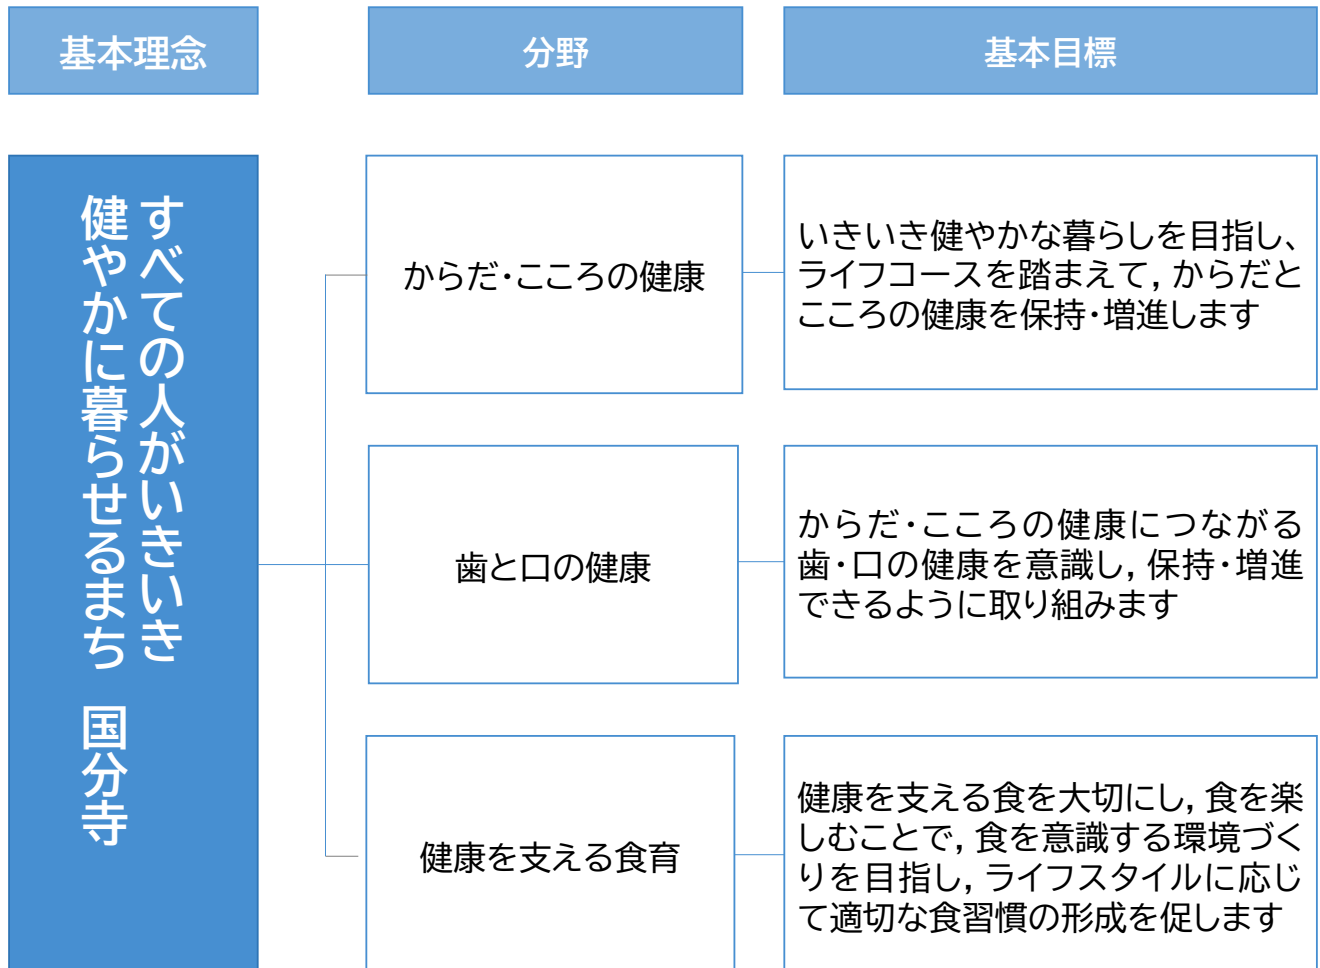 基本理念
分野
基本目標
すべての人がいきいき
健やかに暮らせるまち　国分寺
からだ・こころの健康
いきいき健やかな暮らしを目指し、
ライフコースを踏まえて，からだと
こころの健康を保持・増進します
歯と口の健康
からだ・こころの健康につながる
歯・口の健康を意識し，保持・増進
できるように取り組みます
健康を支える食育
健康を支える食を大切にし，食を楽
しむことで，食を意識する環境づく
りを目指し，ライフスタイルに応じ
て適切な食習慣の形成を促します